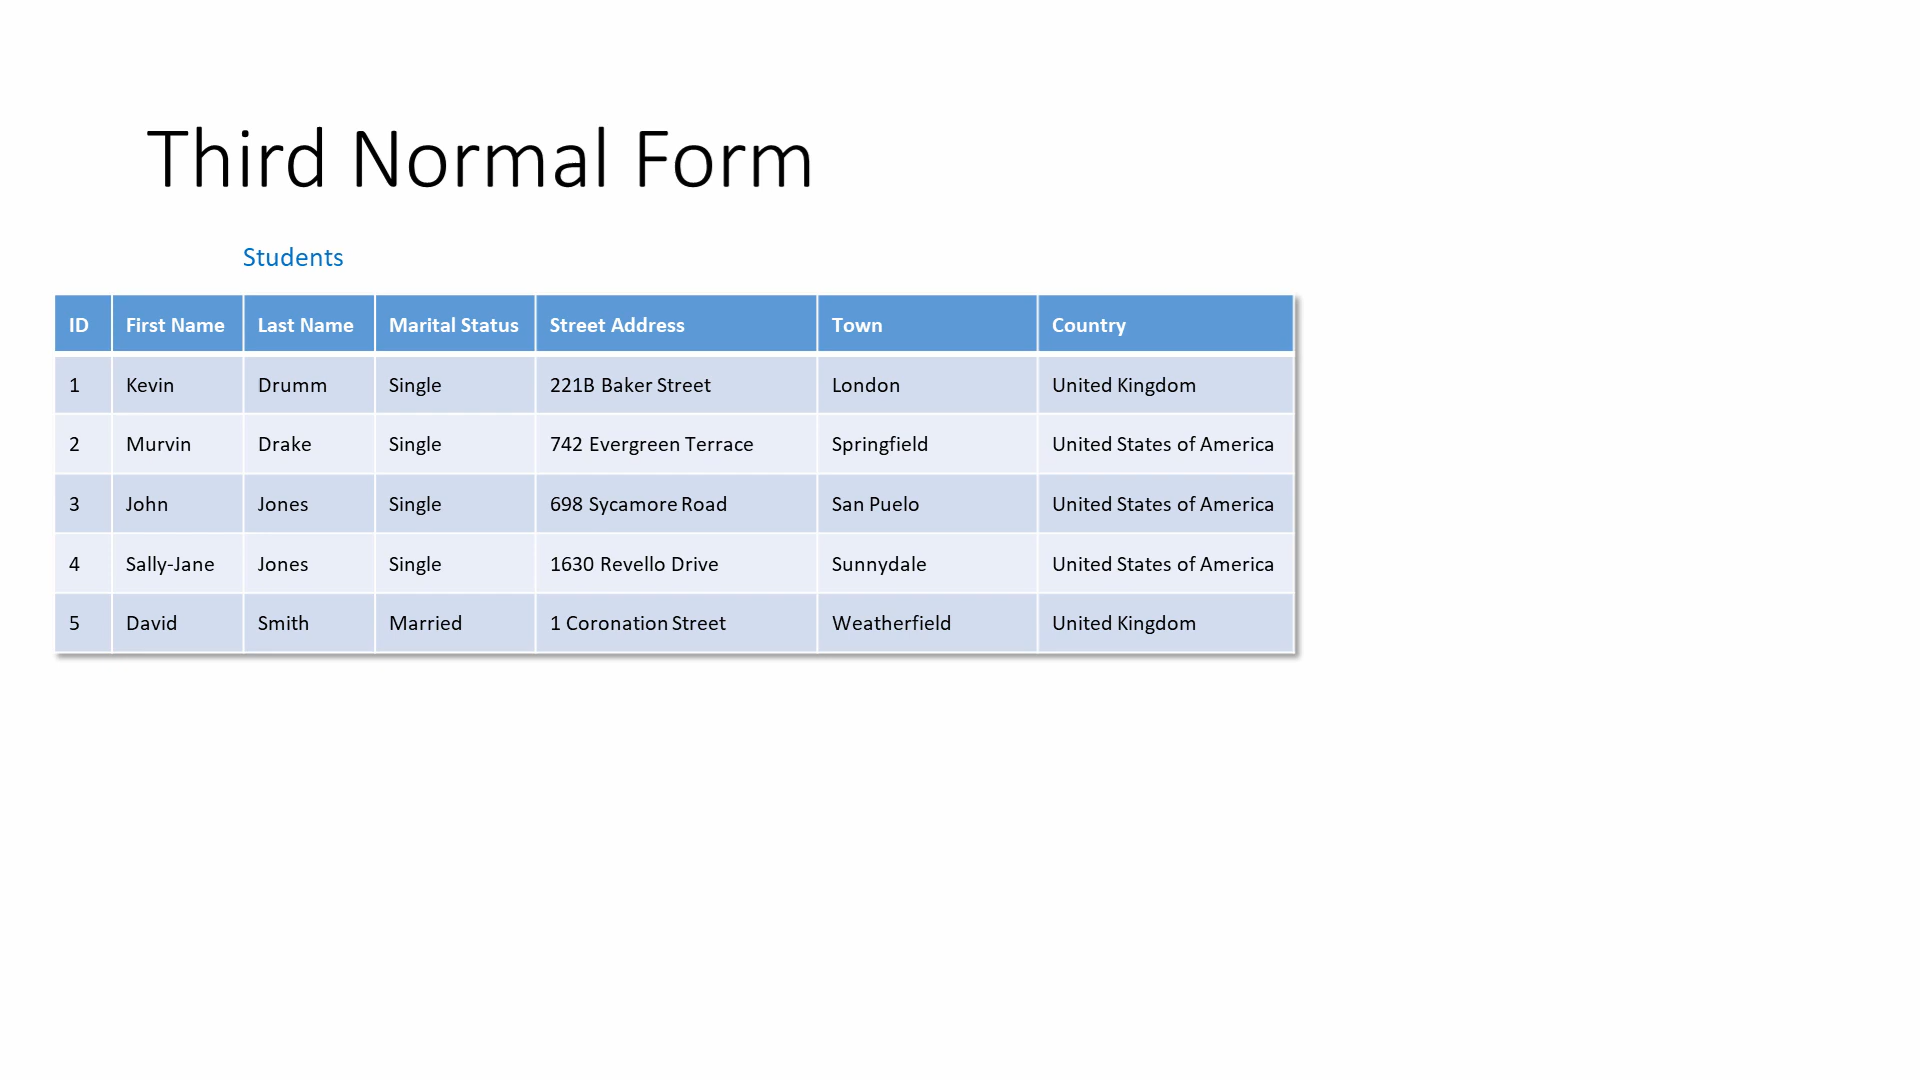 Third Normal Form
Students
ID First Name Last Name Marital Status Street Address Town Country
1 Kevin Drumm Single 221B Baker Street London United Kingdom
2 Murvin Drake Single 742 Evergreen Terrace Springfield United States of America
3 John Jones Single 698 Sycamore Road San Puelo United States of America
4 Sally-Jane Jones Single 1630 Revello Drive Sunnydale United States of America
5 David Smith Married 1 Coronation Street Weatherfield United Kingdom